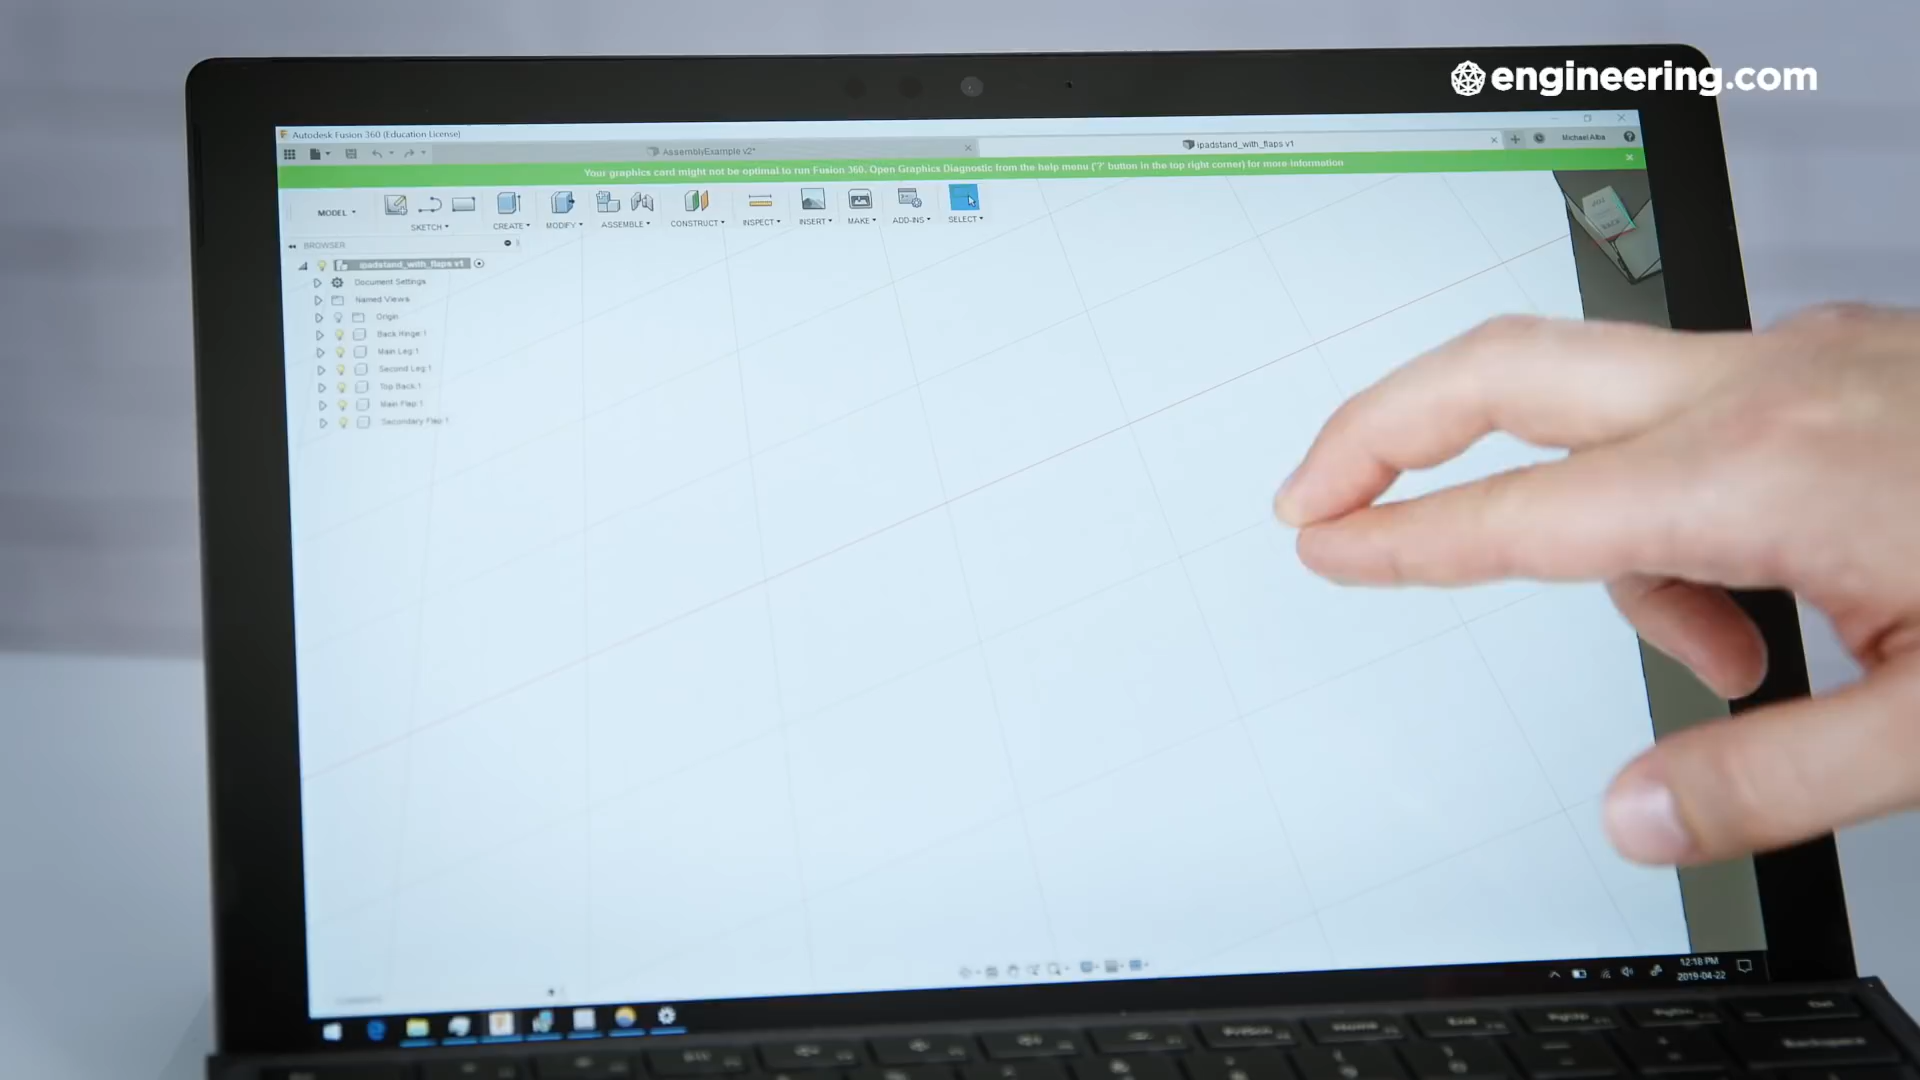 engineering.com
Autodesk Fusion 360 (Education License)
AssemblyExample v2*
ipadstand_with_flaps v1
Michael Alba
Your graphics card might not be optimal to run Fusion 360. Open Graphics Diagnostic from the help menu ('?' button in the top right corner) for more information
MODEL
SKETCH
CREATE
MODIFY
ASSEMBLE
CONSTRUCT
INSPECT
INSERT
MAKE
ADD-INS
SELECT
BROWSER
ipadstand_with_flaps v1
Document Settings
Named Views
Origin
Back Hinge:1
Main Leg:1
Second Leg:1
Top Back:1
Main Flap:1
Secondary Flap:1
12:18 PM
2019-04-22
Home
End
PgUp
Backspace